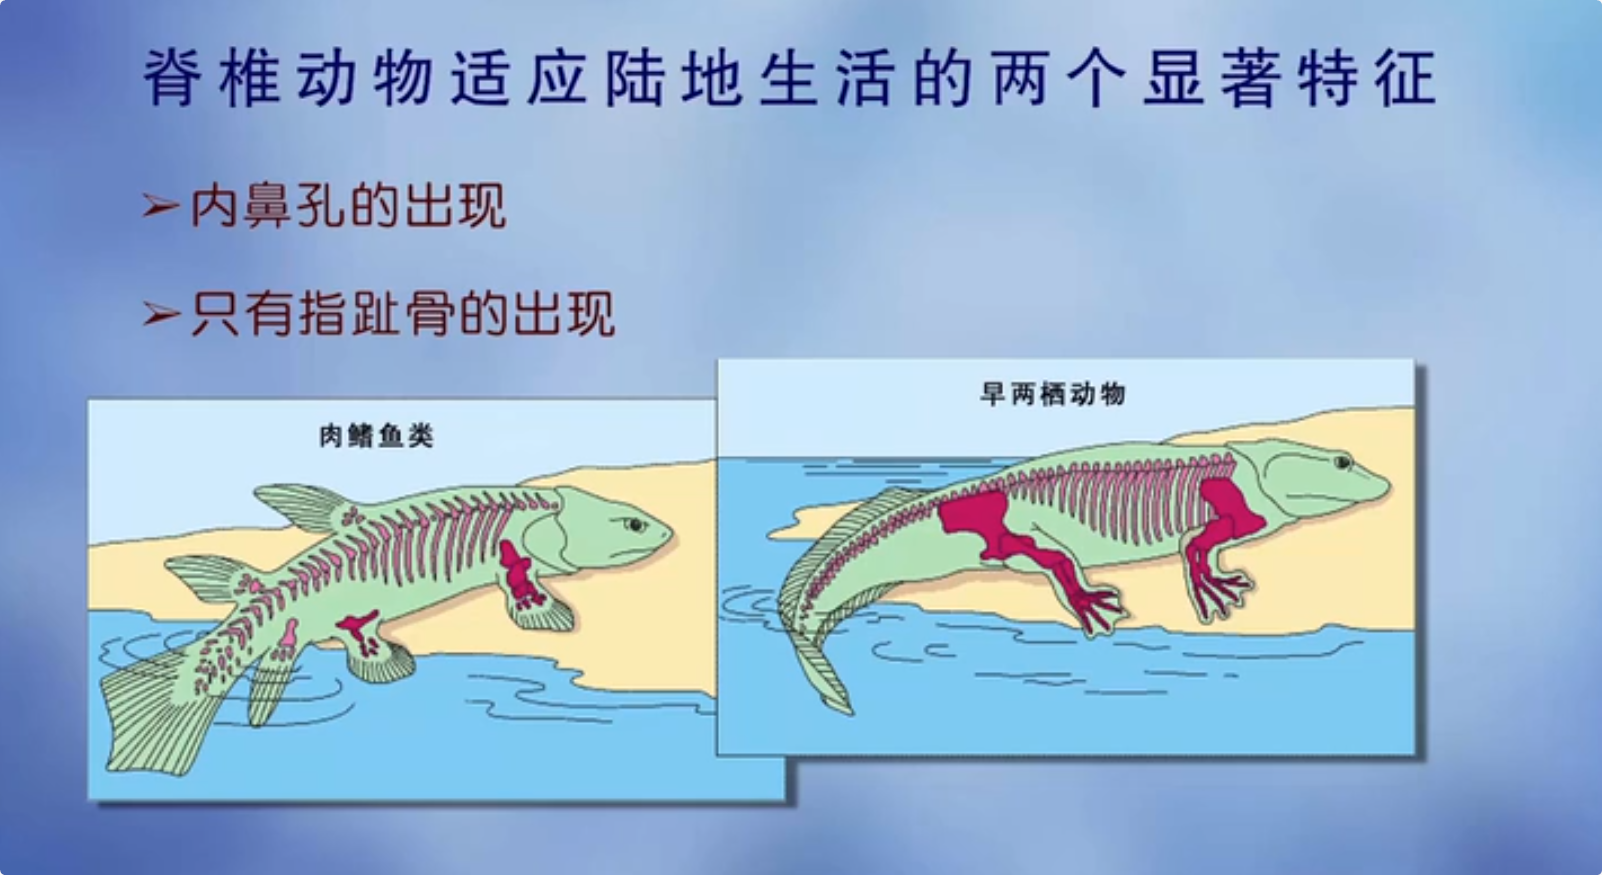 脊椎动物适应陆地生活的两个显著特征
➢内鼻孔的出现
➢只有指趾骨的出现
肉鳍鱼类
早两栖动物